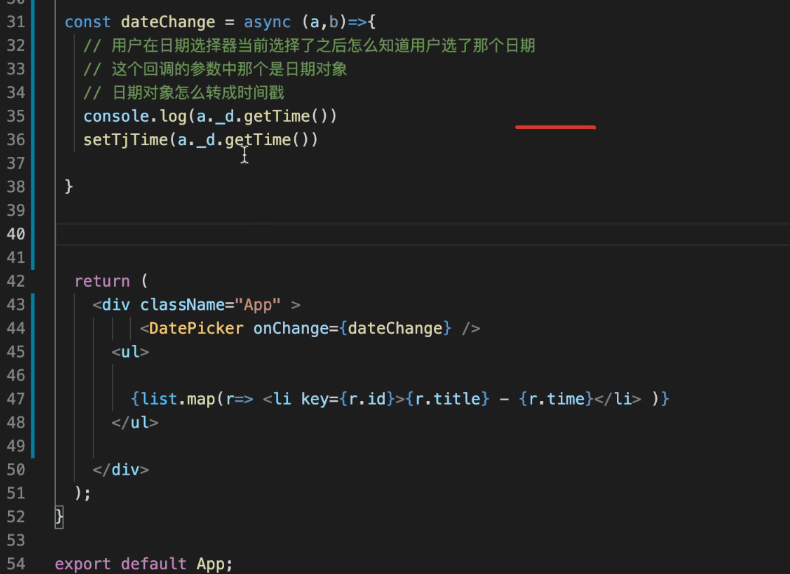 31 const dateChange = async (a,b)=>{
32 // 用户在日期选择器当前选择了之后怎么知道用户选了那个日期
33 // 这个回调的参数中那个是日期对象
34 // 日期对象怎么转成时间戳
35 console.log(a._d.getTime())
36 setTjTime(a._d.getTime())
37
38 }
39
40
41
42 return (
43 <div className="App" >
44 <DatePicker onChange={dateChange} />
45 <ul>
46
47 {list.map(r=> <li key={r.id}>{r.title} - {r.time}</li> )}
48 </ul>
49
50 </div>
51 );
52 }
53
54 export default App;